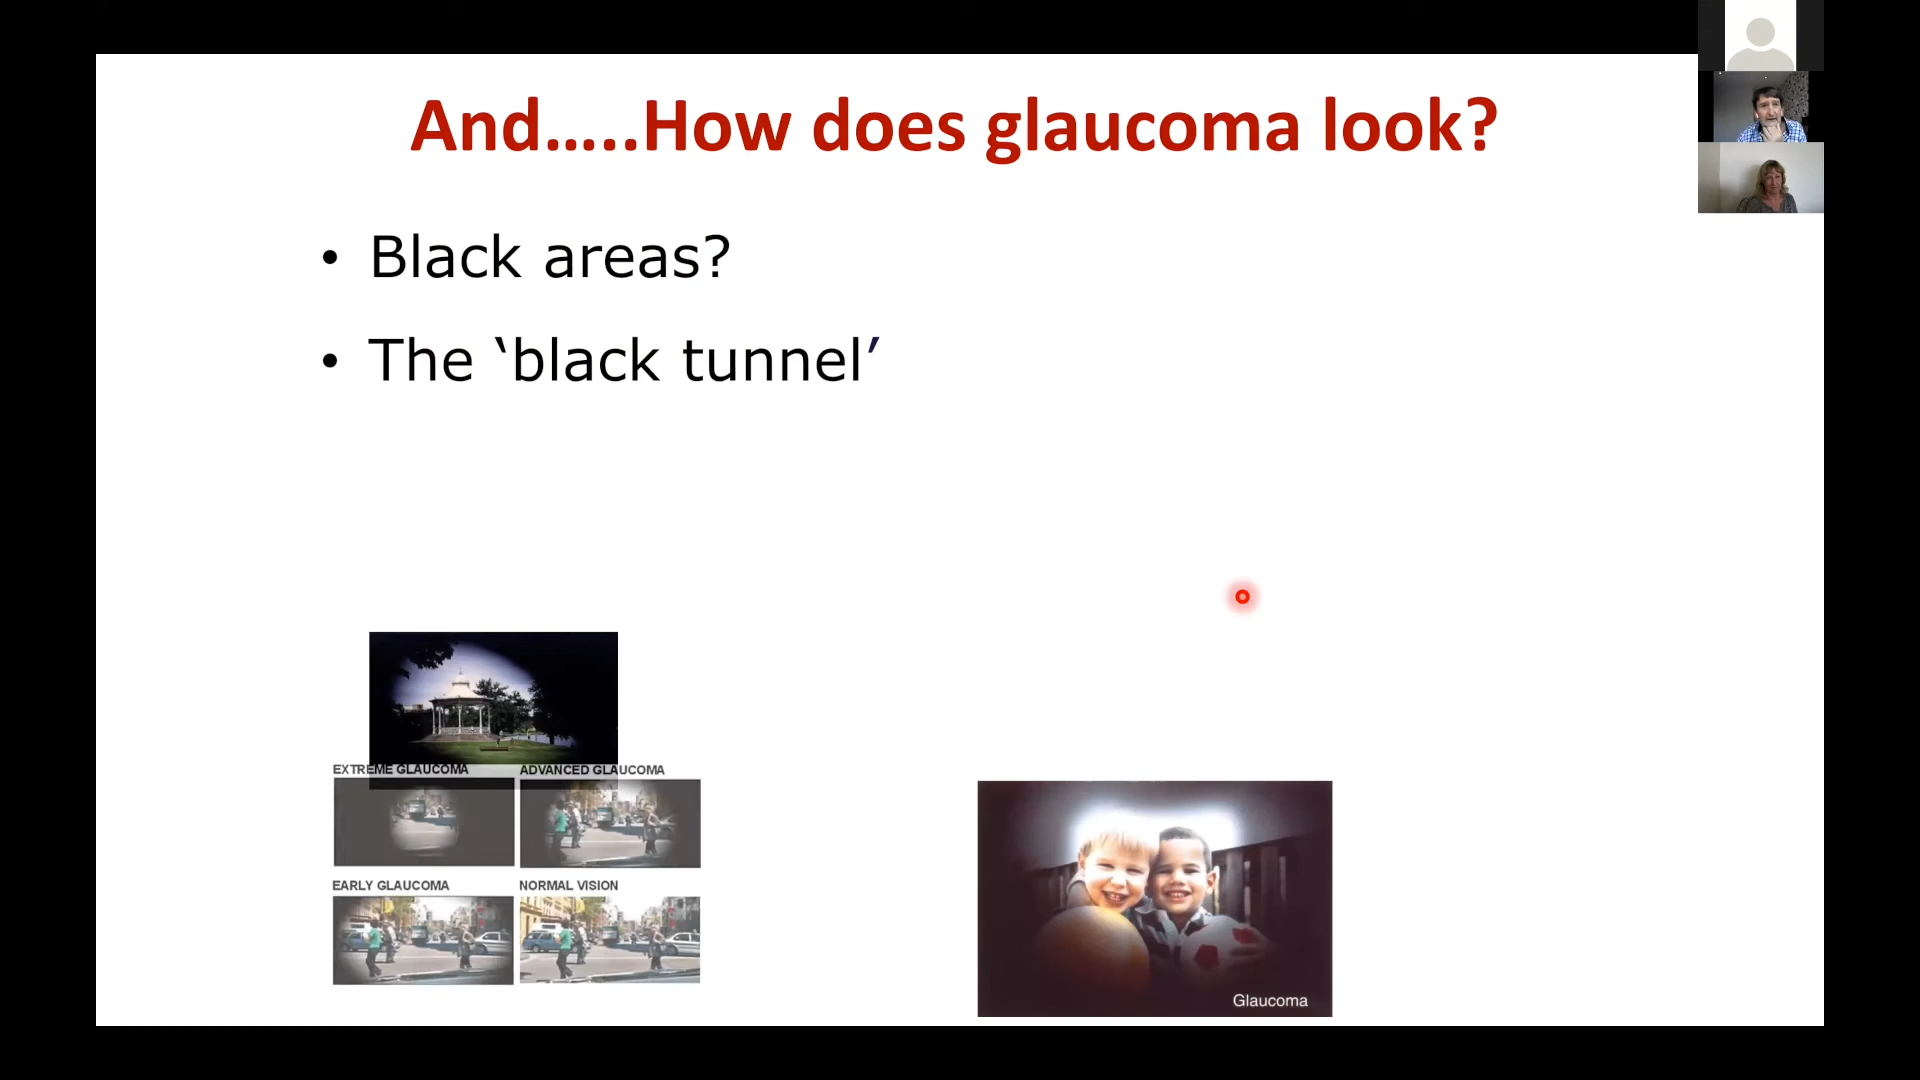 And.....How does glaucoma look?
• Black areas?
• The ‘black tunnel’
EXTREME GLAUCOMA
ADVANCED GLAUCOMA
EARLY GLAUCOMA
NORMAL VISION
Glaucoma